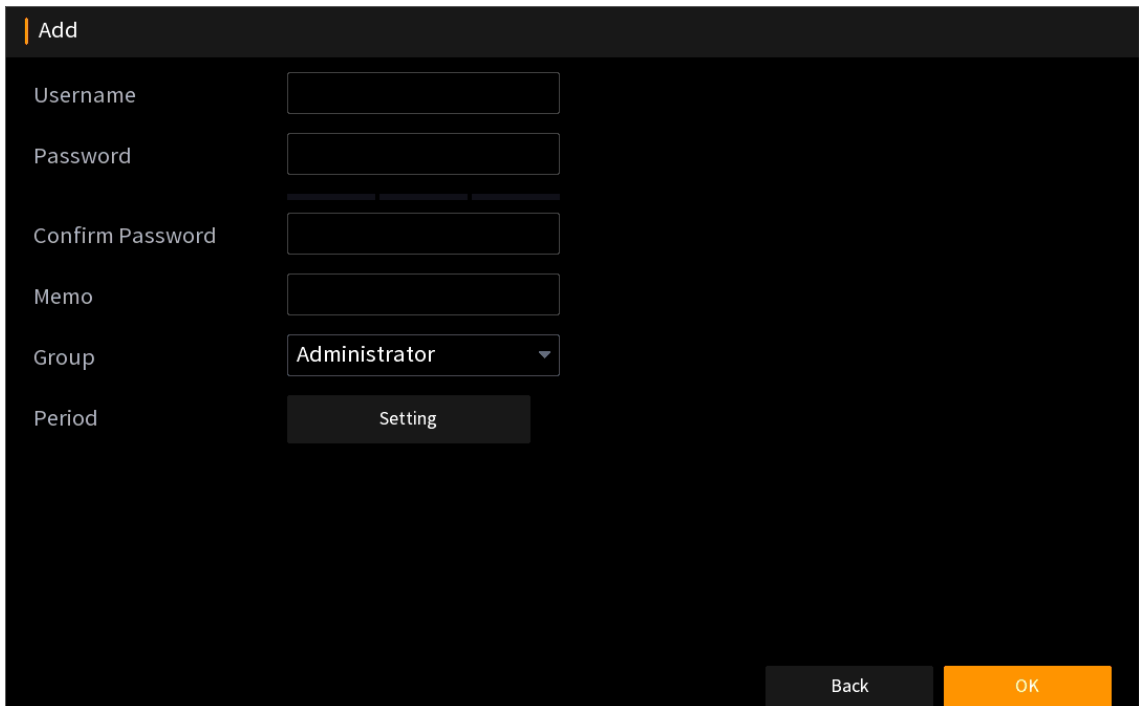 Add
Username
Password
Confirm Password
Memo
Group Administrator
Period Setting
Back OK